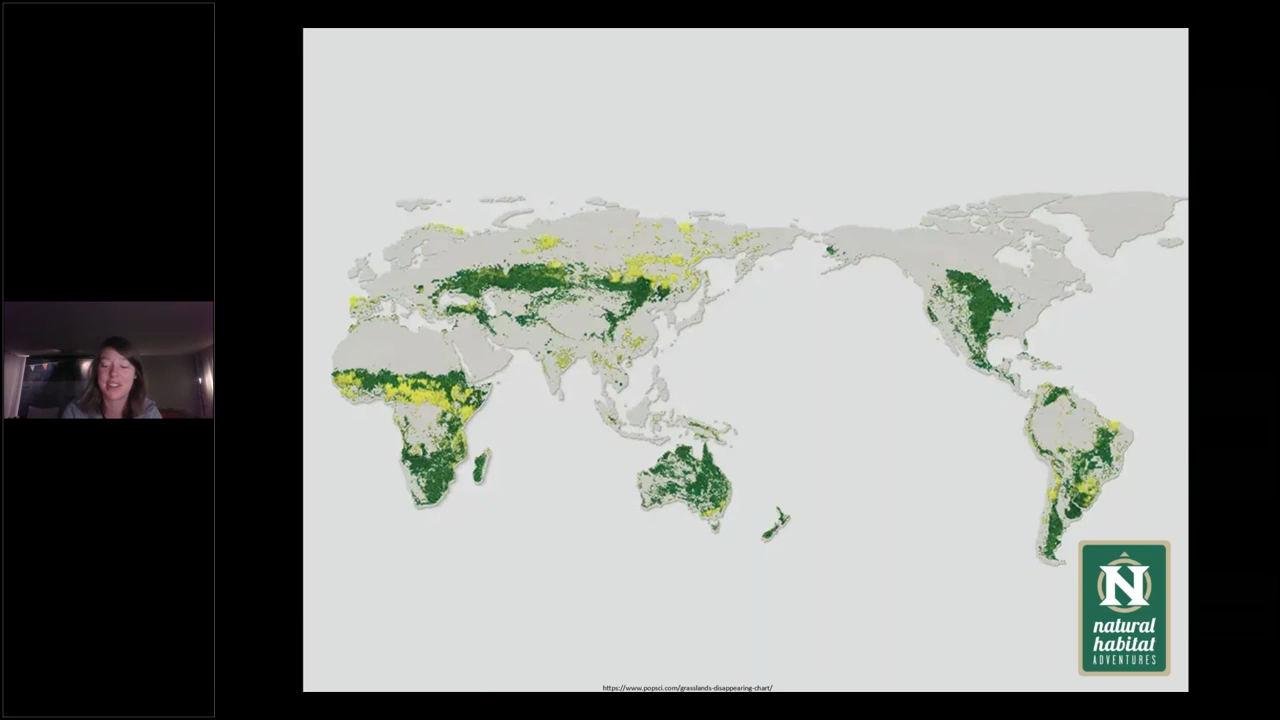 N
natural
habitat
ADVENTURES
https://www.popsci.com/grasslands-disappearing-chart/